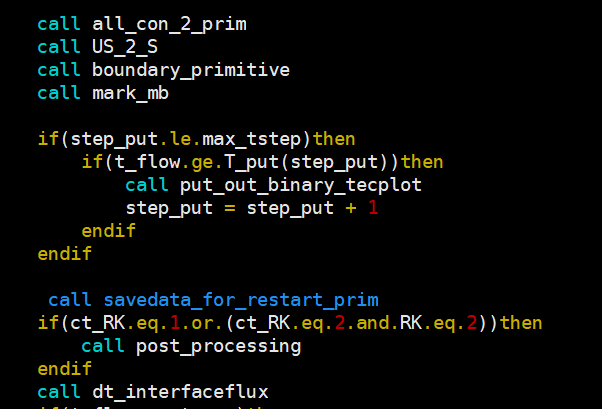 call all_con_2_prim
call US_2_S
call boundary_primitive
call mark_mb
if(step_put.le.max_tstep)then
if(t_flow.ge.T_put(step_put))then
call put_out_binary_tecplot
step_put = step_put + 1
endif
endif
call savedata_for_restart_prim
if(ct_RK.eq.1.or.(ct_RK.eq.2.and.RK.eq.2))then
call post_processing
endif
call dt_interfaceflux